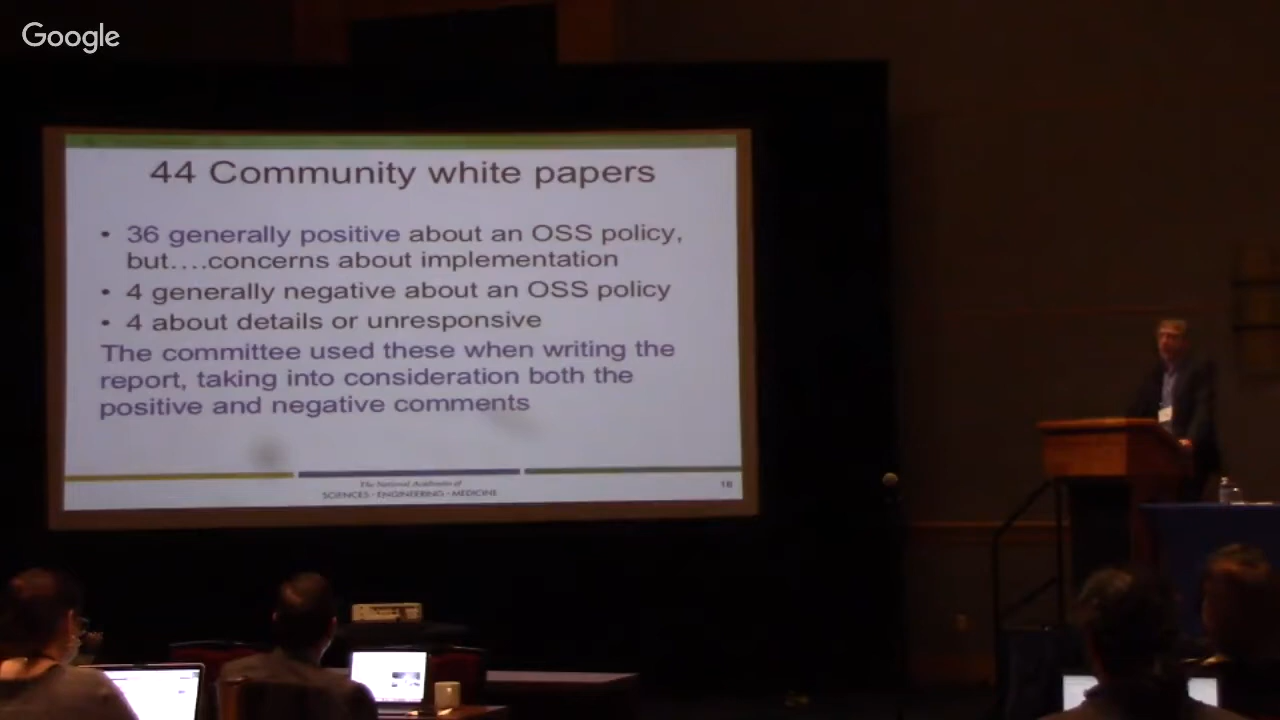 Google
44 Community white papers
• 36 generally positive about an OSS policy,
but….concerns about implementation
• 4 generally negative about an OSS policy
• 4 about details or unresponsive
The committee used these when writing the
report, taking into consideration both the
positive and negative comments
The National Academies of
SCIENCES • ENGINEERING • MEDICINE
18